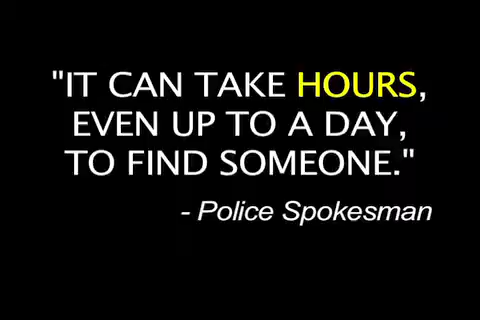 "IT CAN TAKE HOURS,
EVEN UP TO A DAY,
TO FIND SOMEONE."
- Police Spokesman